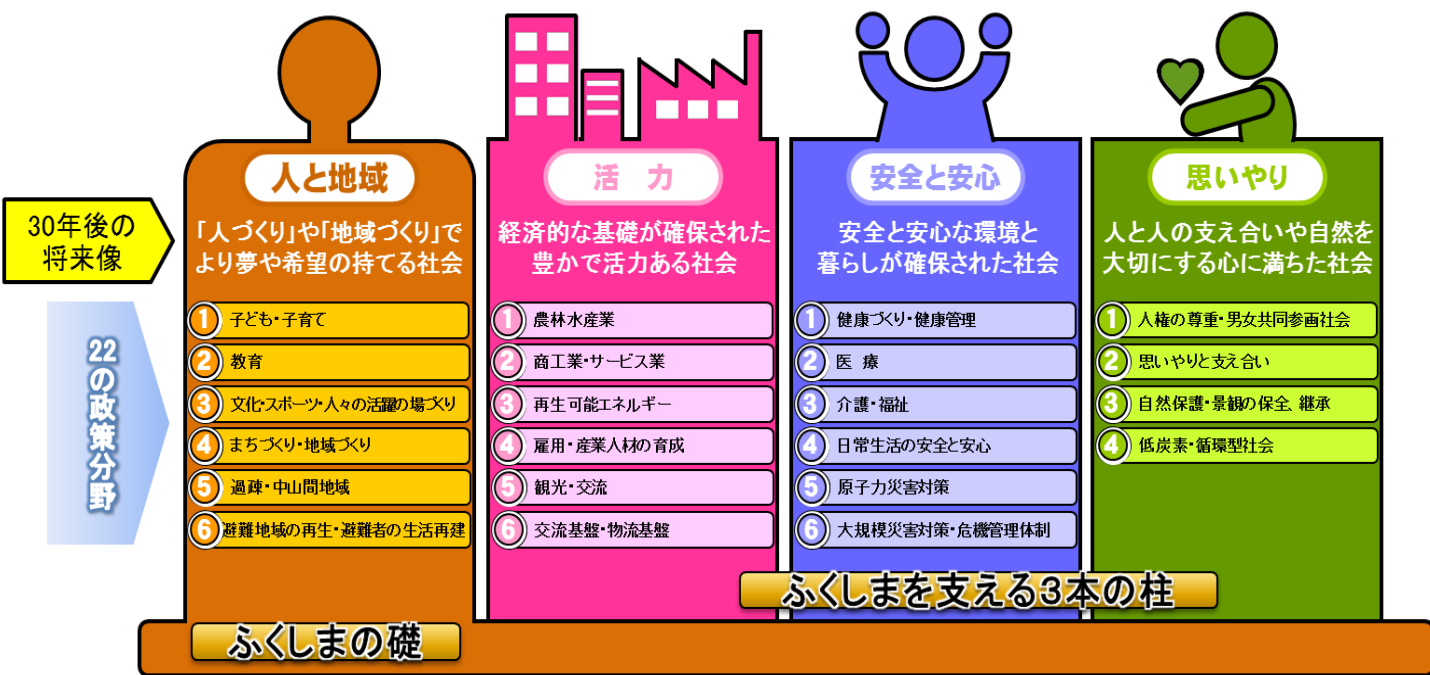 30年後の
将来像
22の政策分野
人と地域
「人づくり」や「地域づくり」で
より夢や希望の持てる社会
1 子ども・子育て
2 教育
3 文化・スポーツ・人々の活躍の場づくり
4 まちづくり・地域づくり
5 過疎・中山間地域
6 避難地域の再生・避難者の生活再建
活 力
経済的な基礎が確保された
豊かで活力ある社会
1 農林水産業
2 商工業・サービス業
3 再生可能エネルギー
4 雇用・産業人材の育成
5 観光・交流
6 交流基盤・物流基盤
安全と安心
安全と安心な環境と
暮らしが確保された社会
1 健康づくり・健康管理
2 医 療
3 介護・福祉
4 日常生活の安全と安心
5 原子力災害対策
6 大規模災害対策・危機管理体制
思いやり
人と人の支え合いや自然を
大切にする心に満ちた社会
1 人権の尊重・男女共同参画社会
2 思いやりと支え合い
3 自然保護・景観の保全、継承
4 低炭素・循環型社会
ふくしまを支える3本の柱
ふくしまの礎